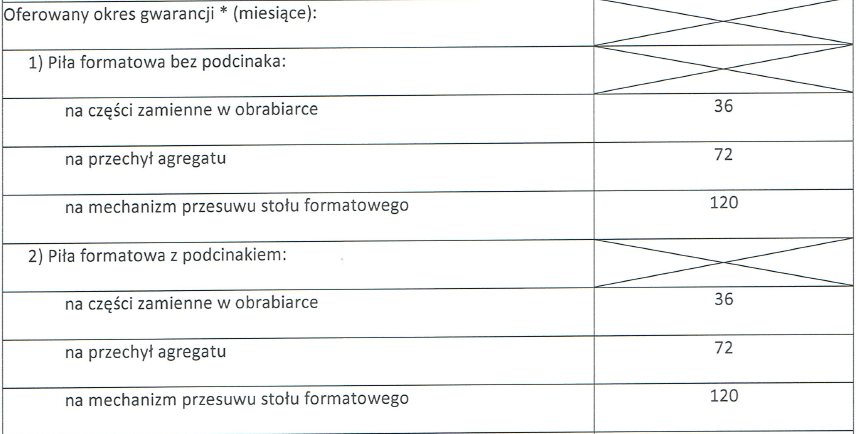 Oferowany okres gwarancji * (miesiące):
1) Piła formatowa bez podcinaka:
na części zamienne w obrabiarce 36
na przechył agregatu 72
na mechanizm przesuwu stołu formatowego 120
2) Piła formatowa z podcinakiem:
na części zamienne w obrabiarce 36
na przechył agregatu 72
na mechanizm przesuwu stołu formatowego 120